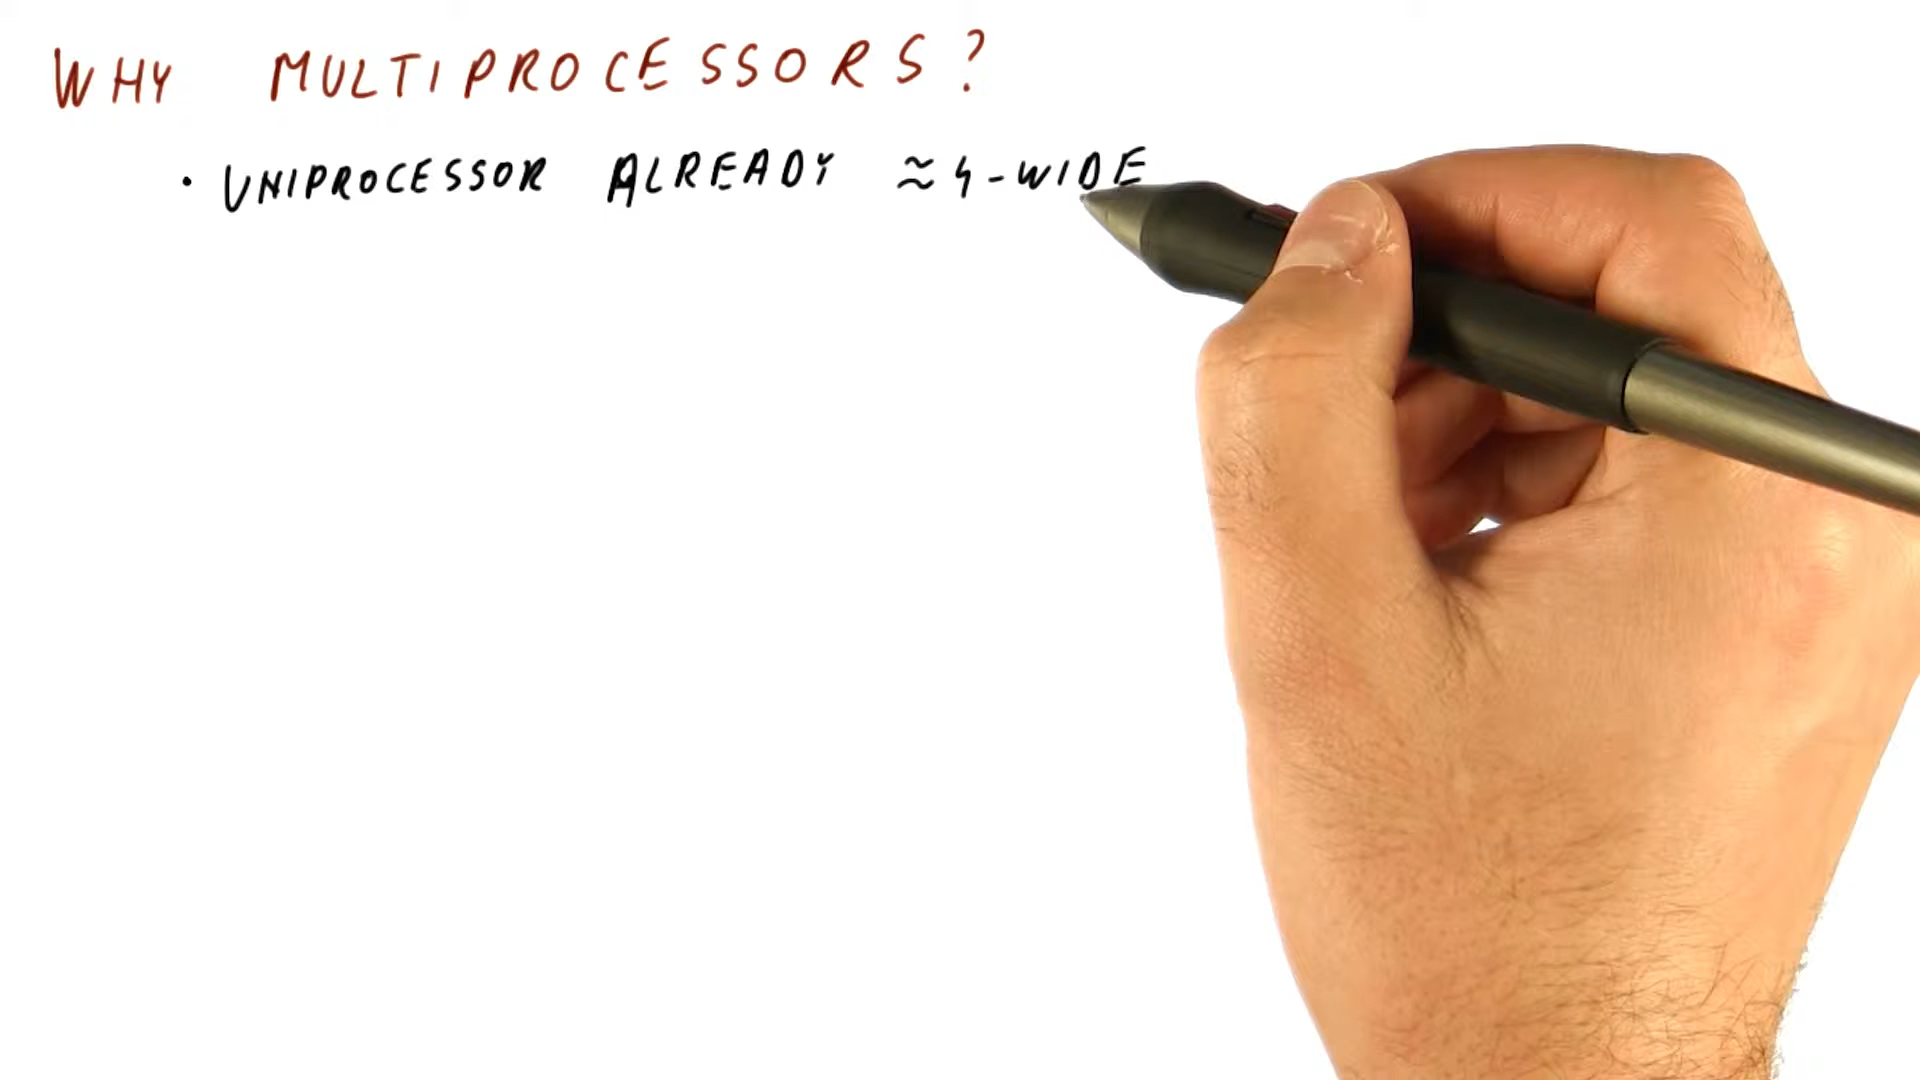 WHY MULTIPROCESSORS?
• UNIPROCESSOR ALREADY ≈ 4-WIDE